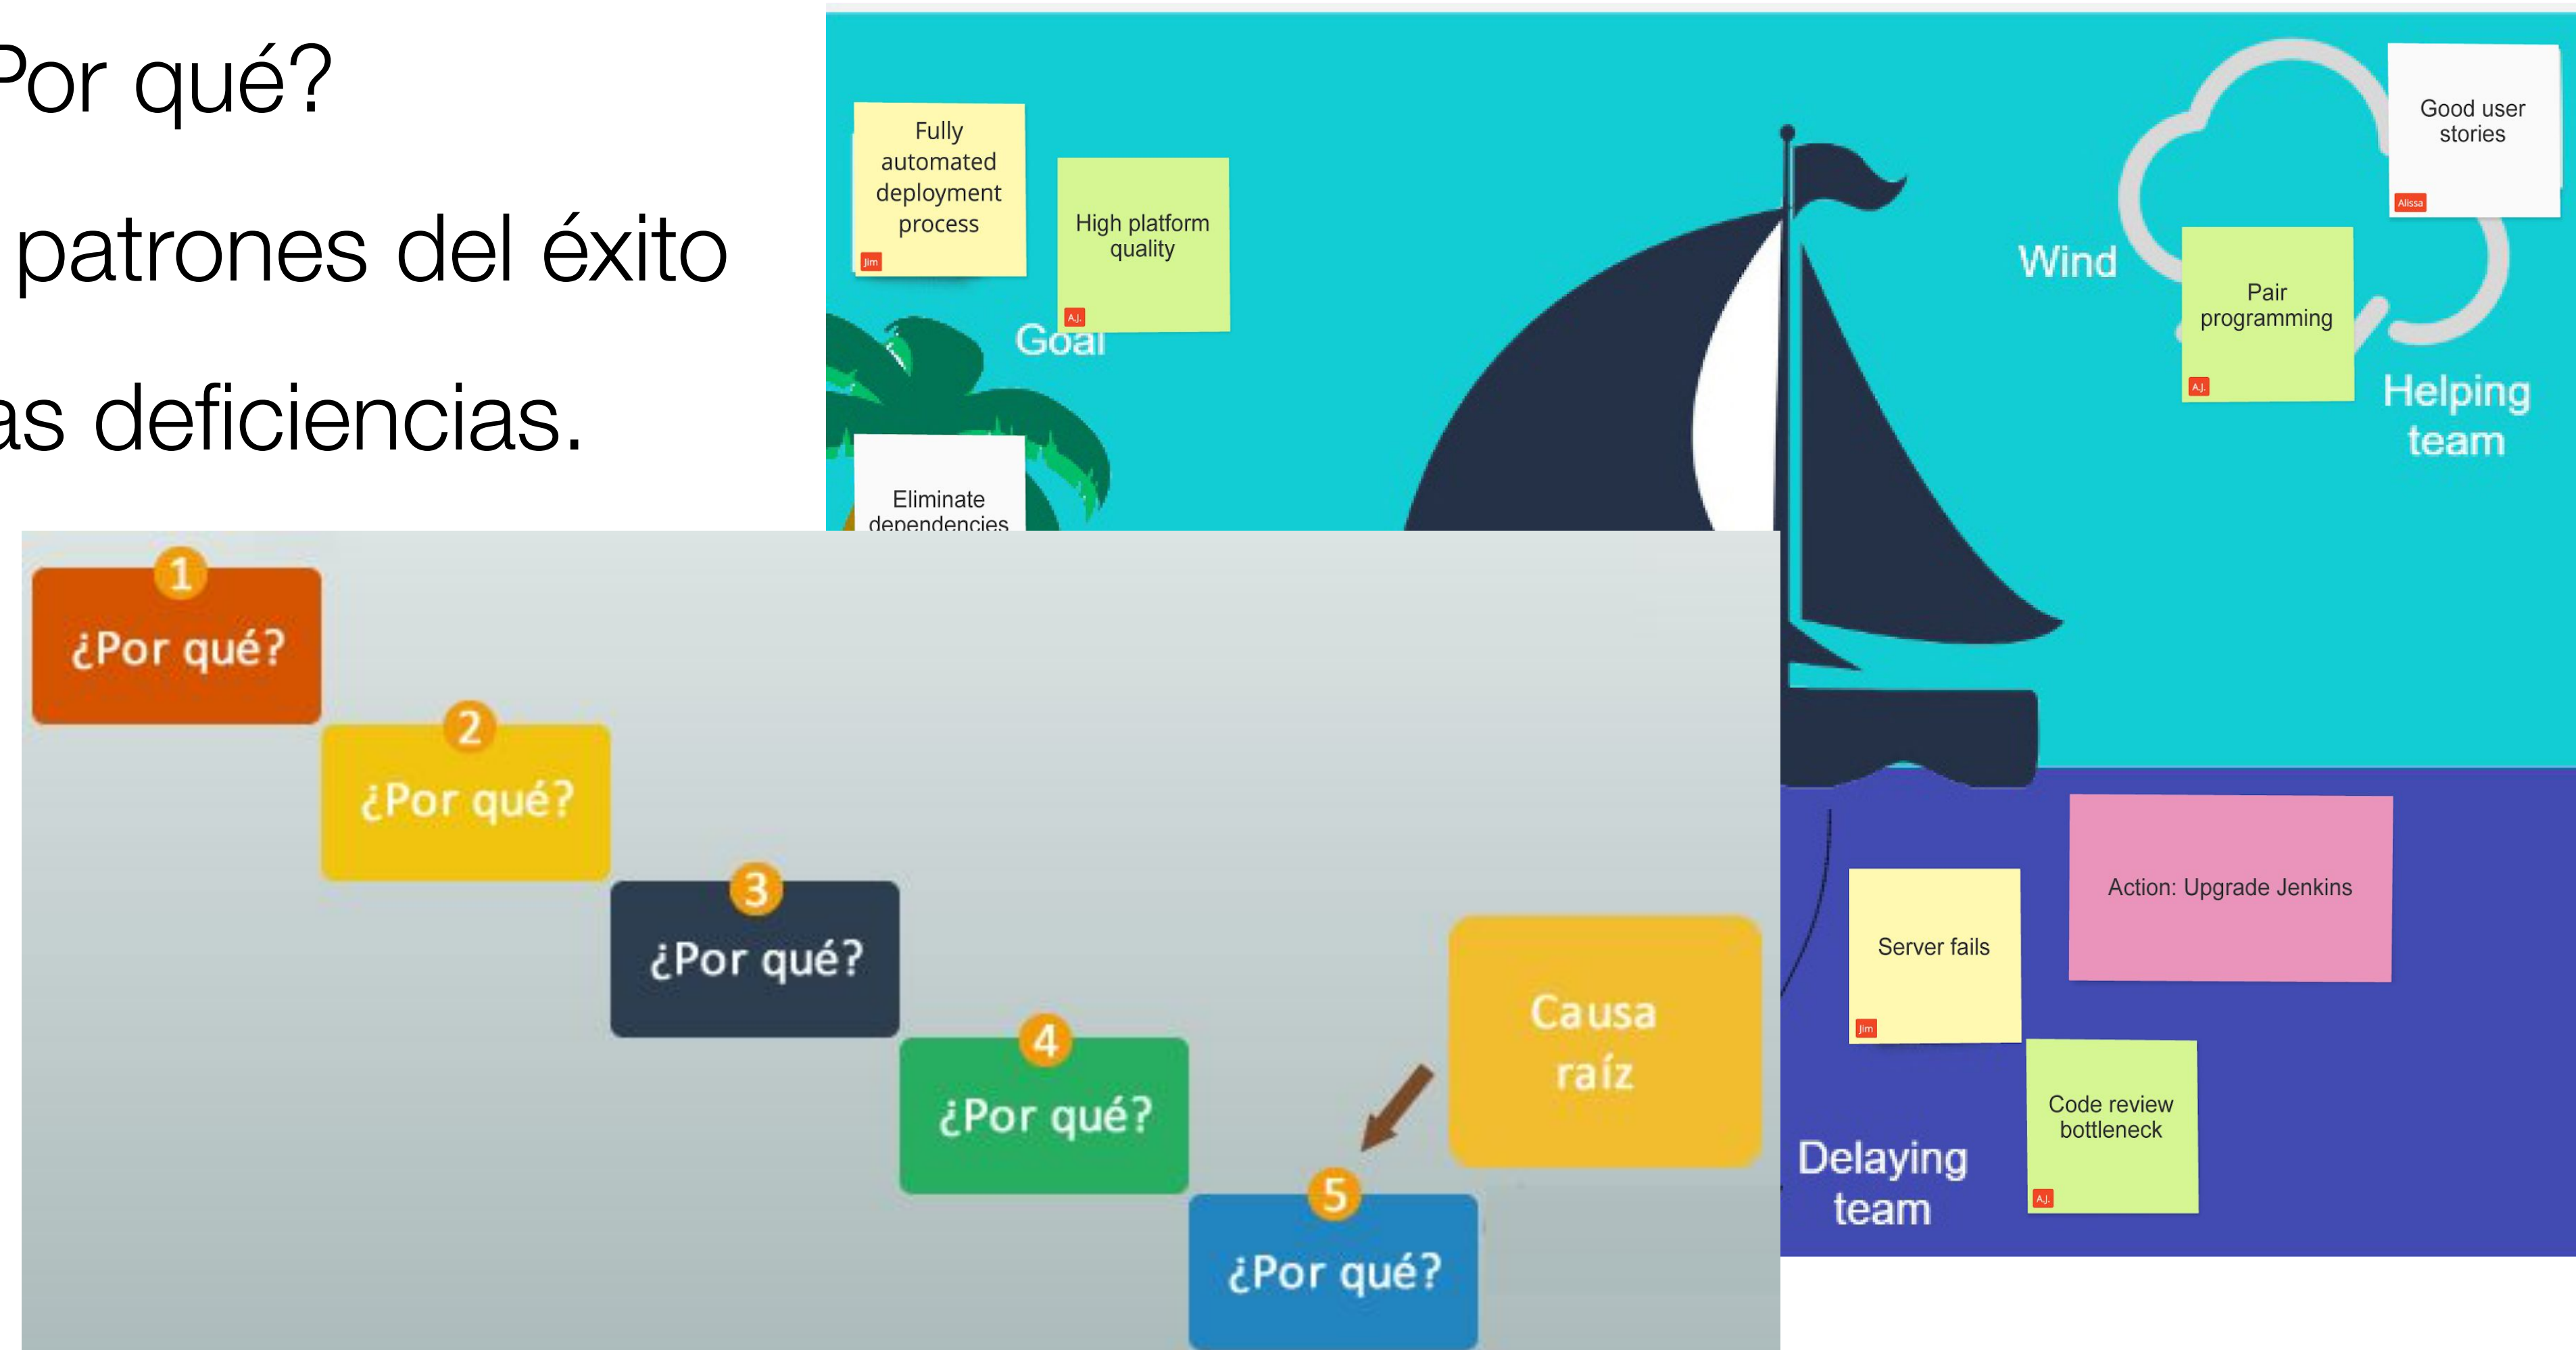 Por qué?
patrones del éxito
as deficiencias.
Fully
automated
deployment
process
Jim
High platform
quality
A.J.
Goal
Eliminate
dependencies
Wind
Good user
stories
Alissa
Pair
programming
A.J.
Helping
team
1
¿Por qué?
2
¿Por qué?
3
¿Por qué?
4
¿Por qué?
5
¿Por qué?
Causa
raíz
Action: Upgrade Jenkins
Server fails
Jim
Code review
bottleneck
A.J.
Delaying
team